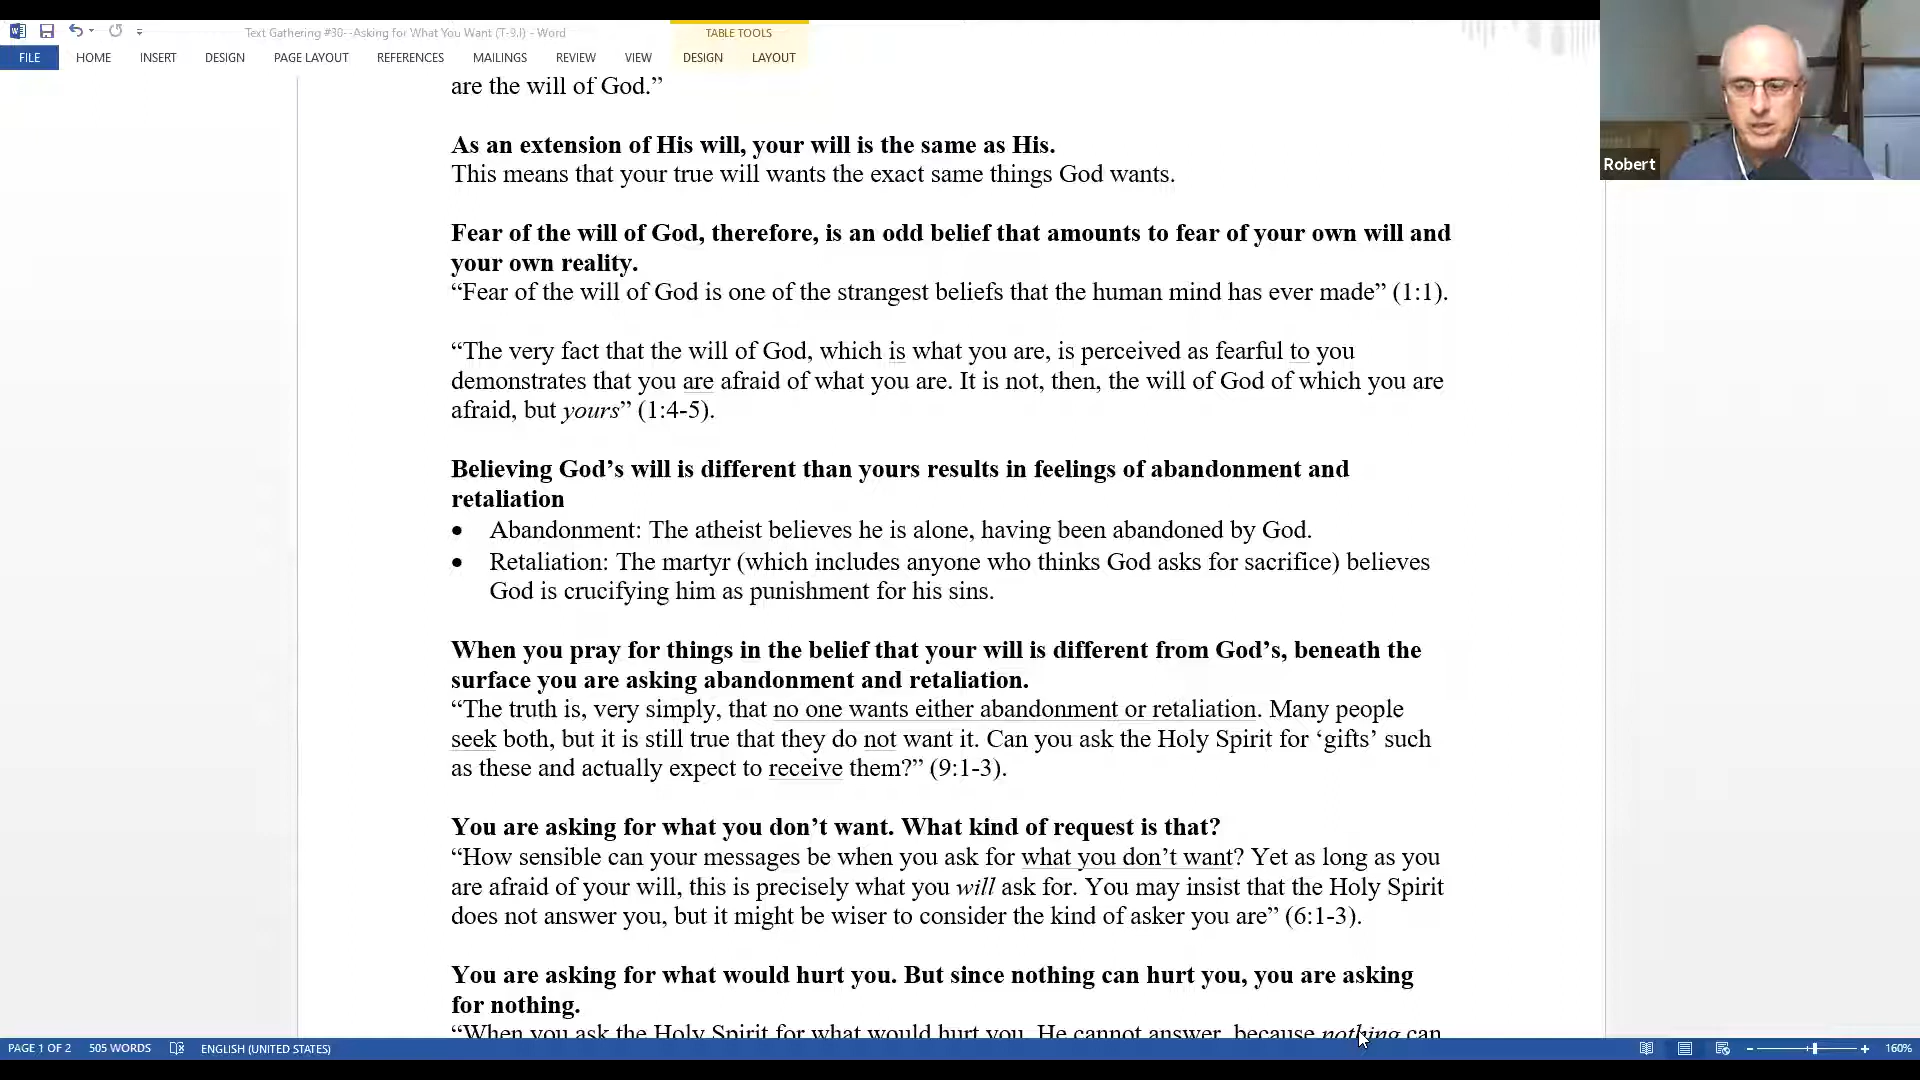 Text Gathering #30--Asking for What You Want (T-9.I) - Word
TABLE TOOLS
FILE HOME INSERT DESIGN PAGE LAYOUT REFERENCES MAILINGS REVIEW VIEW DESIGN LAYOUT
Robert
are the will of God.”
As an extension of His will, your will is the same as His.
This means that your true will wants the exact same things God wants.
Fear of the will of God, therefore, is an odd belief that amounts to fear of your own will and
your own reality.
“Fear of the will of God is one of the strangest beliefs that the human mind has ever made” (1:1).
“The very fact that the will of God, which is what you are, is perceived as fearful to you
demonstrates that you are afraid of what you are. It is not, then, the will of God of which you are
afraid, but yours” (1:4-5).
Believing God’s will is different than yours results in feelings of abandonment and
retaliation
• Abandonment: The atheist believes he is alone, having been abandoned by God.
• Retaliation: The martyr (which includes anyone who thinks God asks for sacrifice) believes
God is crucifying him as punishment for his sins.
When you pray for things in the belief that your will is different from God’s, beneath the
surface you are asking abandonment and retaliation.
“The truth is, very simply, that no one wants either abandonment or retaliation. Many people
seek both, but it is still true that they do not want it. Can you ask the Holy Spirit for ‘gifts’ such
as these and actually expect to receive them?” (9:1-3).
You are asking for what you don’t want. What kind of request is that?
“How sensible can your messages be when you ask for what you don’t want? Yet as long as you
are afraid of your will, this is precisely what you will ask for. You may insist that the Holy Spirit
does not answer you, but it might be wiser to consider the kind of asker you are” (6:1-3).
You are asking for what would hurt you. But since nothing can hurt you, you are asking
for nothing.
“When you ask the Holy Spirit for what would hurt you, He cannot answer, because nothing can
PAGE 1 OF 2 505 WORDS ENGLISH (UNITED STATES) 160%